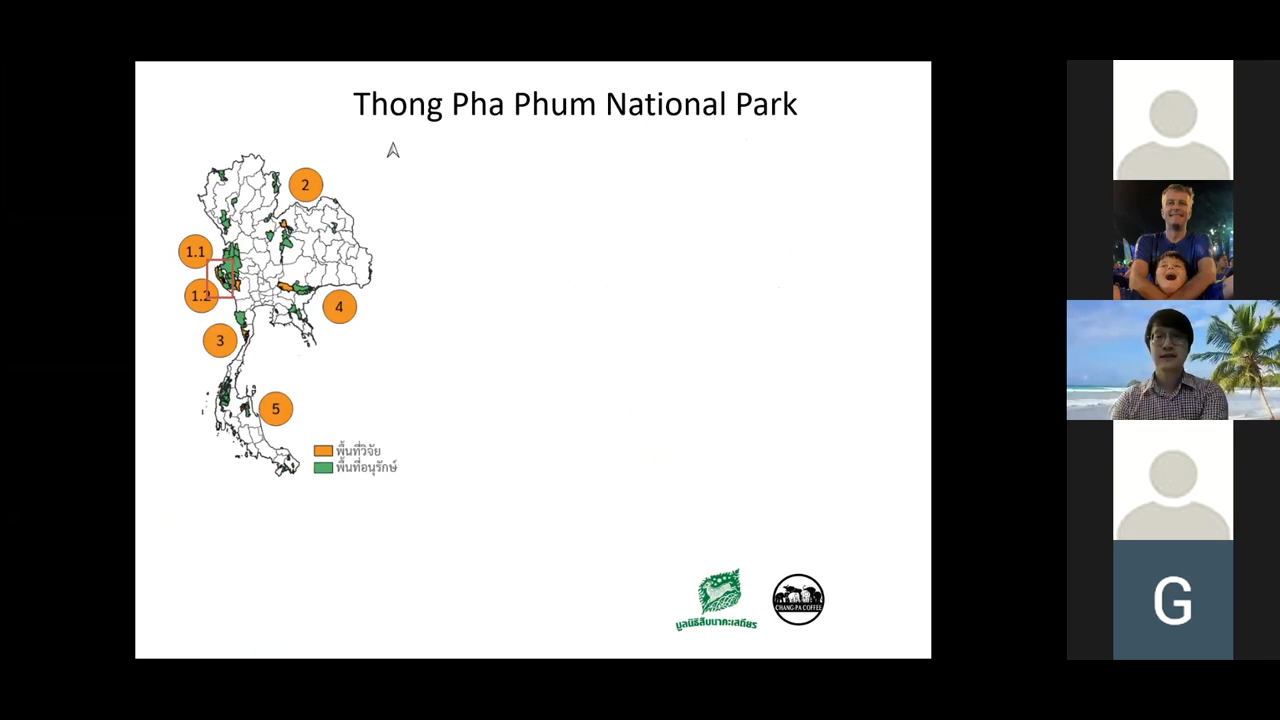 Thong Pha Phum National Park
2
1.1
1.2
4
3
5
พื้นที่วิจัย
พื้นที่อนุรักษ์
มูลนิธิสืบนาคะเสถียร
CHANG-PA COFFEE
G